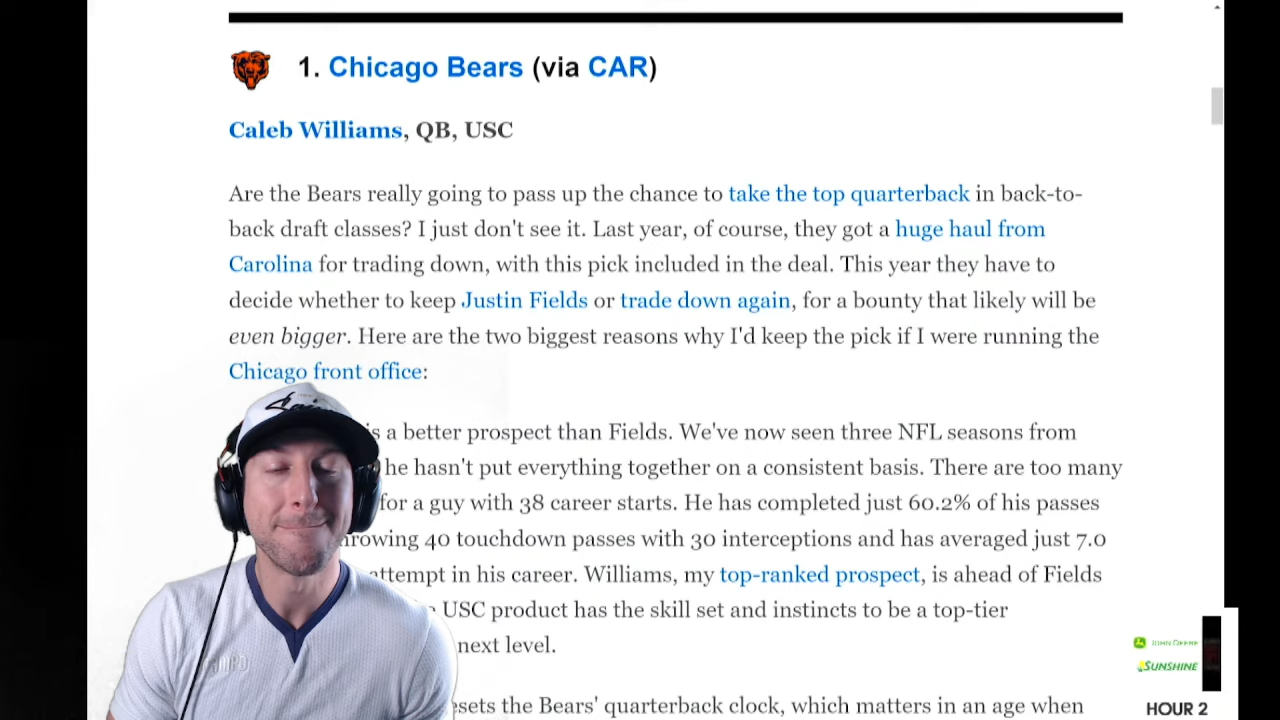 1. Chicago Bears (via CAR)
Caleb Williams, QB, USC
Are the Bears really going to pass up the chance to take the top quarterback in back-to-
back draft classes? I just don't see it. Last year, of course, they got a huge haul from
Carolina for trading down, with this pick included in the deal. This year they have to
decide whether to keep Justin Fields or trade down again, for a bounty that likely will be
even bigger. Here are the two biggest reasons why I'd keep the pick if I were running the
Chicago front office:
is a better prospect than Fields. We've now seen three NFL seasons from
he hasn't put everything together on a consistent basis. There are too many
for a guy with 38 career starts. He has completed just 60.2% of his passes
throwing 40 touchdown passes with 30 interceptions and has averaged just 7.0
attempt in his career. Williams, my top-ranked prospect, is ahead of Fields
USC product has the skill set and instincts to be a top-tier
next level.
resets the Bears' quarterback clock, which matters in an age when
JOHN DEERE
SUNSHINE
HOUR 2